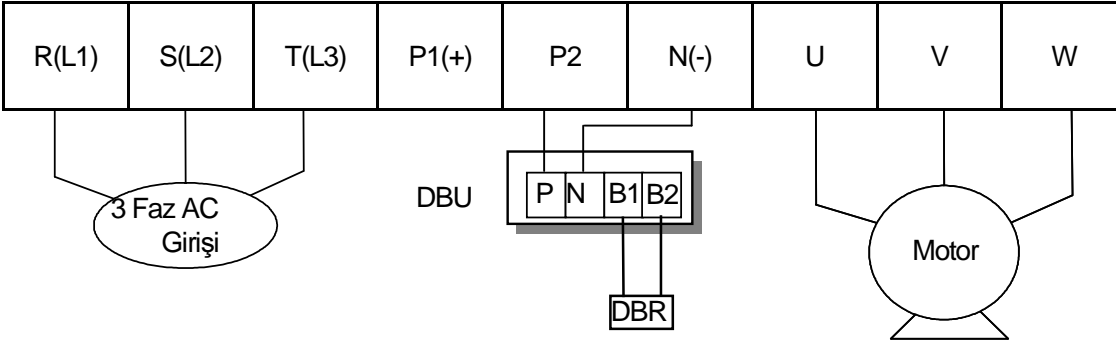 R(L1) S(L2) T(L3) P1(+) P2 N(-) U V W
DBU P N B1 B2
3 Faz AC
Girişi
Motor
DBR